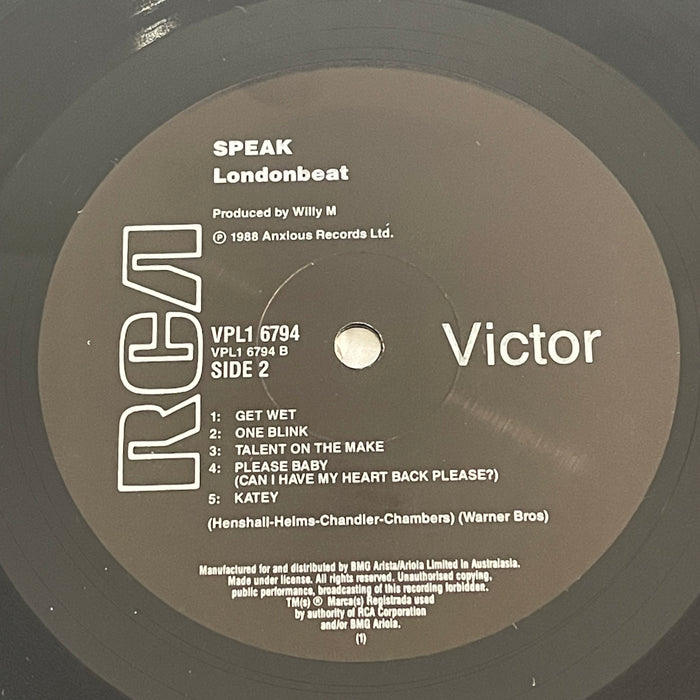 SPEAK
Londonbeat
Produced by Willy M
℗ 1988 Anxious Records Ltd.
RCA
VPL1 6794
VPL1 6794 B
SIDE 2
Victor
1: GET WET
2: ONE BLINK
3: TALENT ON THE MAKE
4: PLEASE BABY
(CAN I HAVE MY HEART BACK PLEASE?)
5: KATEY
(Henshall-Helms-Chandler-Chambers) (Warner Bros)
Manufactured for and distributed by BMG Arista/Ariola Limited in Australasia.
Made under license. All rights reserved. Unauthorised copying,
public performance, broadcasting of this recording forbidden.
TM(s) ® Marca(s) Registrada used
by authority of RCA Corporation
and/or BMG Ariola.
(1)